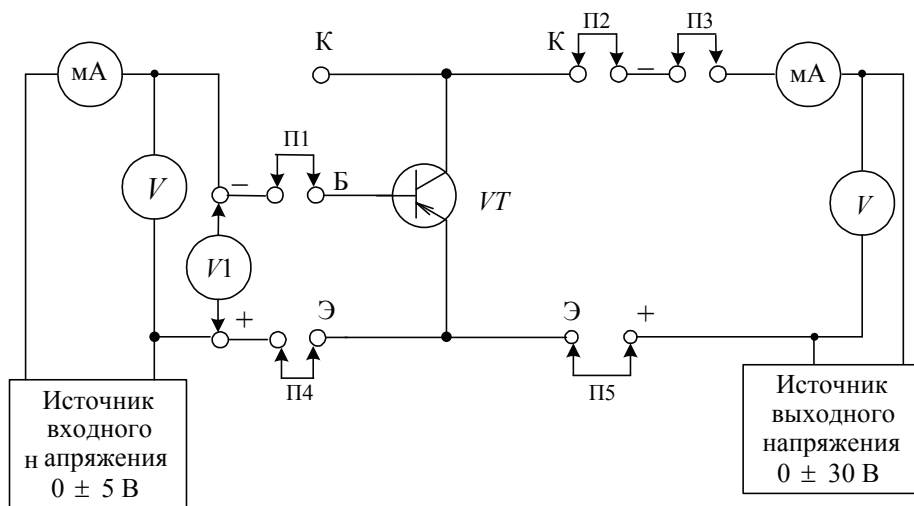 П2
П3
К
К
мА
–
мА
П1
V
–
Б
VT
V
V1
+
Э
Э
+
П4
П5
Источник
входного
н апряжения
0 ± 5 В
Источник
выходного
напряжения
0 ± 30 В